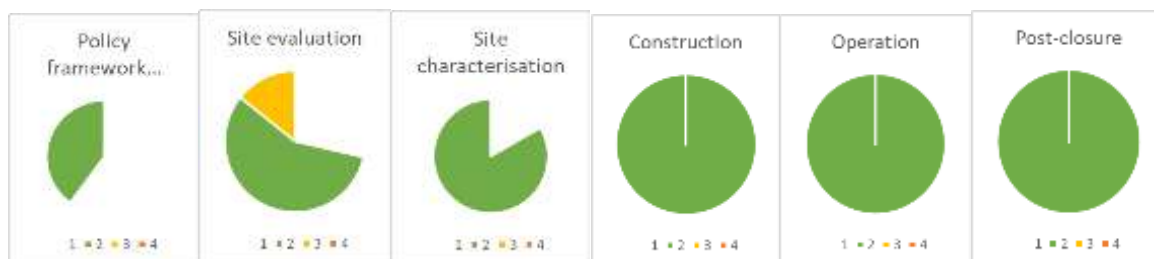 Policy
framework...
1 2 3 4
Site evaluation
1 2 3 4
Site
characterisation
1 2 3 4
Construction
1 2 3 4
Operation
1 2 3 4
Post-closure
1 2 3 4